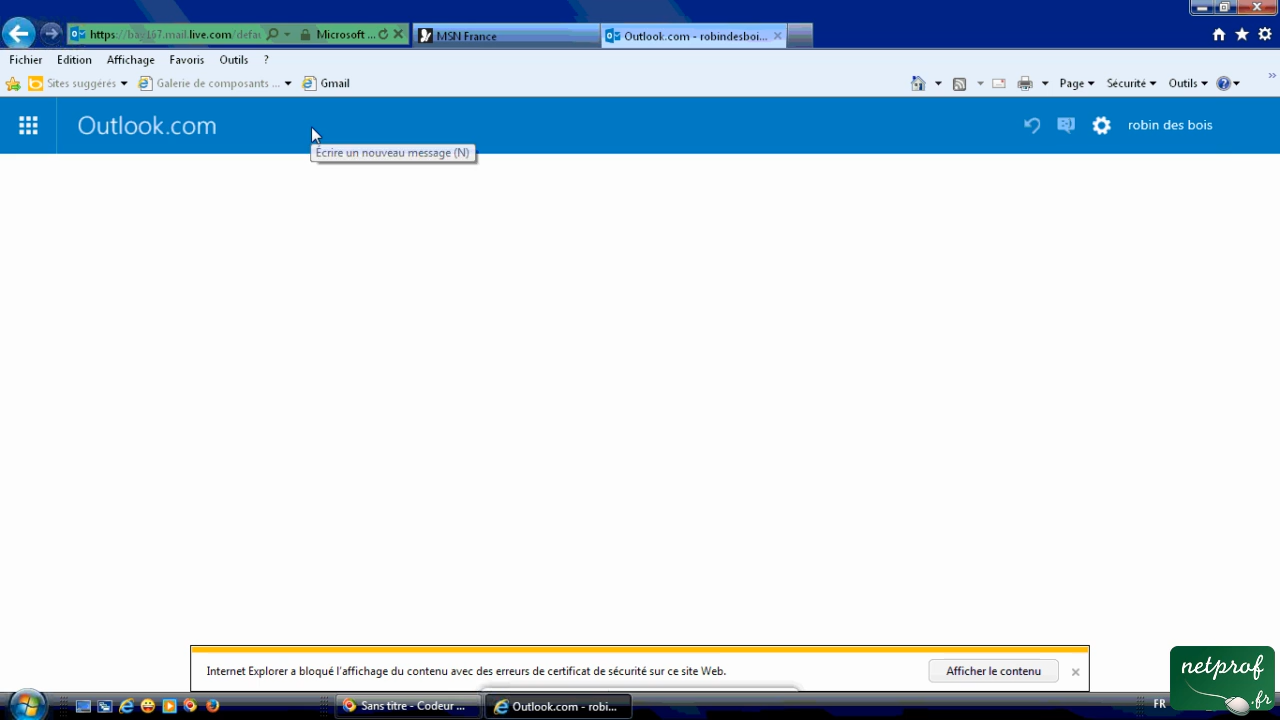 https://bay167.mail.live.com/defau Microsoft ...
MSN France
Outlook.com - robindesboi...
Fichier Edition Affichage Favoris Outils ?
Sites suggérés Galerie de composants ... Gmail
Page Sécurité Outils
Outlook.com
robin des bois
Écrire un nouveau message (N)
Internet Explorer a bloqué l'affichage du contenu avec des erreurs de certificat de sécurité sur ce site Web.
Afficher le contenu
netprof
.fr
Sans titre - Codeur ...
Outlook.com - robi...
FR